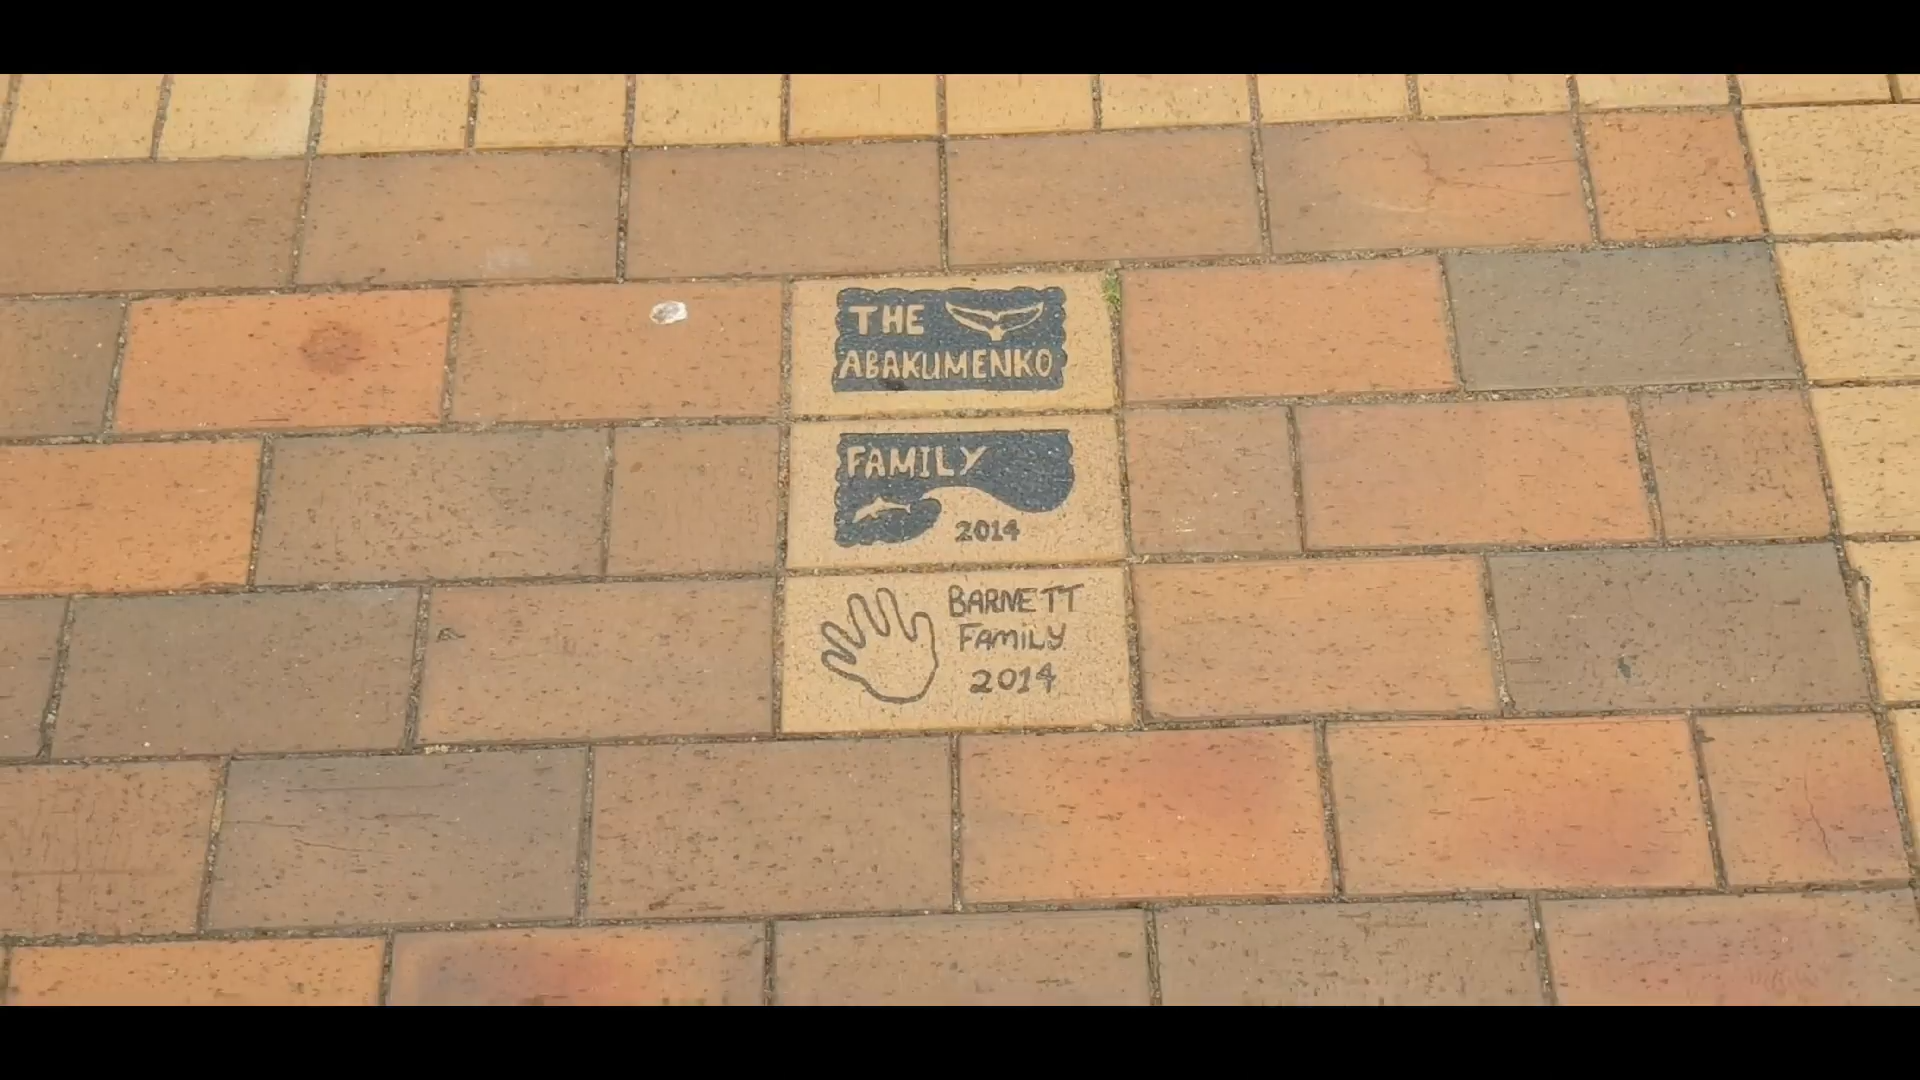 THE
ABAKUMENKO
FAMILY
2014
BARNETT
FAMILY
2014